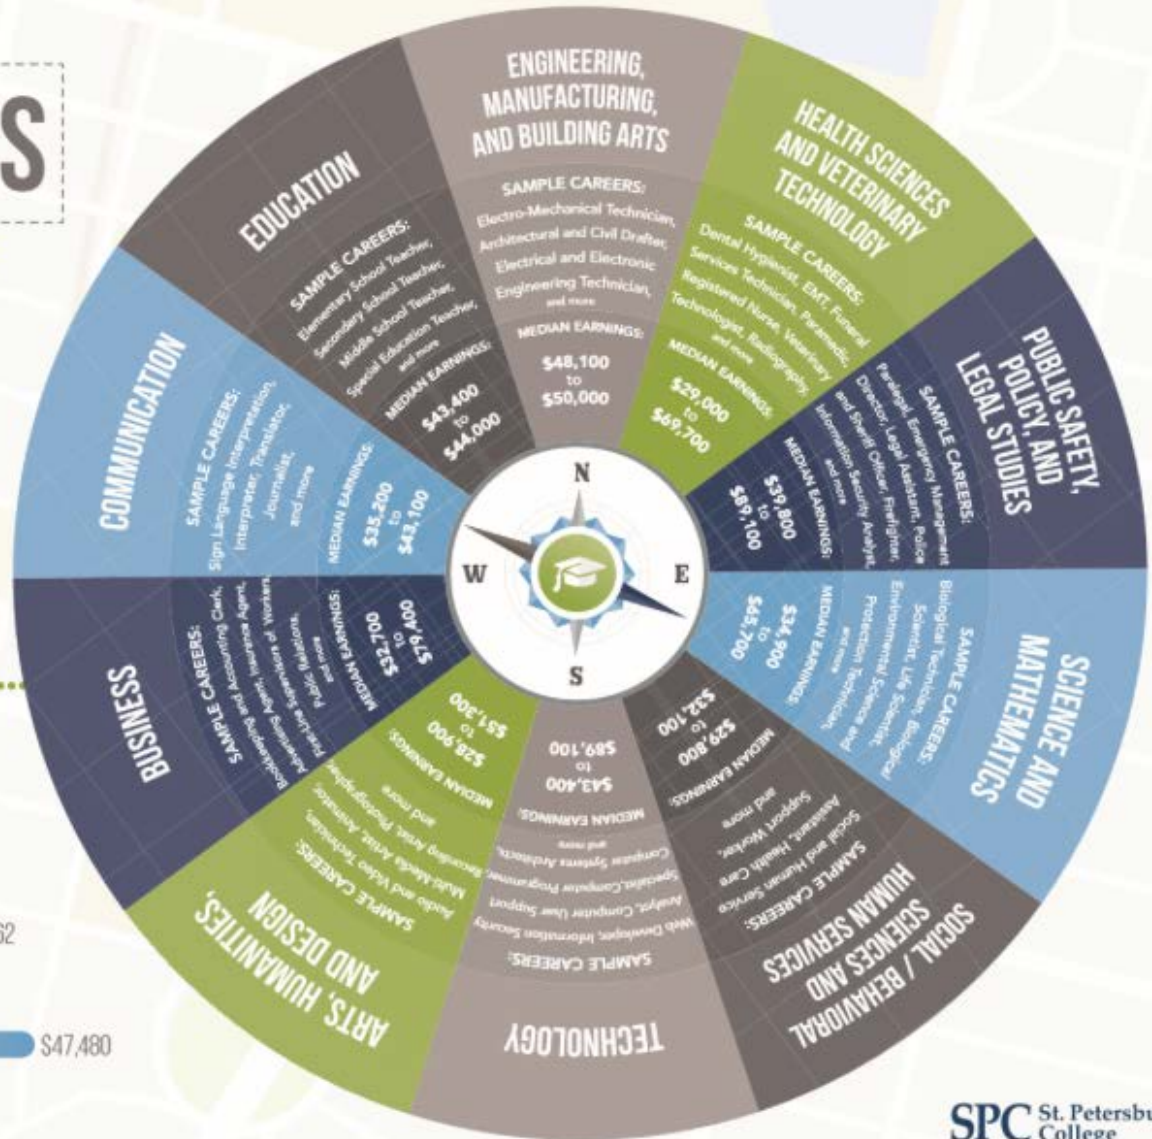 S
ENGINEERING,
MANUFACTURING,
AND BUILDING ARTS
SAMPLE CAREERS:
Electro-Mechanical Technician,
Architectural and Civil Drafter,
Electrical and Electronic
Engineering Technician,
and more
MEDIAN EARNINGS:
$48,100
to
$50,000
HEALTH SCIENCES
AND VETERINARY
TECHNOLOGY
SAMPLE CAREERS:
Dental Hygienist, EMT, Funeral
Services Technician, Paramedic,
Registered Nurse, Veterinary
Technologist, Radiography,
and more
MEDIAN EARNINGS:
$29,000
to
$69,700
PUBLIC SAFETY,
POLICY, AND
LEGAL STUDIES
SAMPLE CAREERS:
Paralegal, Emergency Management
Director, Legal Assistant, Police
and Sheriff Officer, Firefighter,
Information Security Analyst,
and more
MEDIAN EARNINGS:
$39,800
to
$89,100
SCIENCE AND
MATHEMATICS
SAMPLE CAREERS:
Biological Technician, Biological
Scientist, Life Scientist,
Environmental Science and
Protection Technician,
and more
MEDIAN EARNINGS:
$34,900
to
$65,700
SOCIAL / BEHAVIORAL
SCIENCES AND
HUMAN SERVICES
SAMPLE CAREERS:
Social and Human Service
Assistant, Health Care
Support Worker,
and more
MEDIAN EARNINGS:
$29,800
to
$32,100
TECHNOLOGY
SAMPLE CAREERS:
Web Developer, Information Security
Analyst, Computer User Support
Specialist, Computer Programmer,
Computer Systems Architects,
and more
MEDIAN EARNINGS:
$43,400
to
$89,100
ARTS, HUMANITIES,
AND DESIGN
SAMPLE CAREERS:
Audio and Video Technician,
Multi-Media Artist, Animator,
Recording Artist, Photographer
and more
MEDIAN EARNINGS:
$28,900
to
$51,300
BUSINESS
SAMPLE CAREERS:
Bookkeeping and Accounting Clerk,
Advertising Agent, Insurance Agent,
First-Line Supervisors of Workers,
Public Relations,
and more
MEDIAN EARNINGS:
$32,700
to
$79,400
COMMUNICATION
SAMPLE CAREERS:
Sign Language Interpretation,
Interpreter, Translator,
Journalist,
and more
MEDIAN EARNINGS:
$35,200
to
$43,100
EDUCATION
SAMPLE CAREERS:
Elementary School Teacher,
Secondary School Teacher,
Middle School Teacher,
Special Education Teacher,
and more
MEDIAN EARNINGS:
$43,400
to
$44,000
N
W
E
S
62
$47,480
SPC St. Petersbu
College